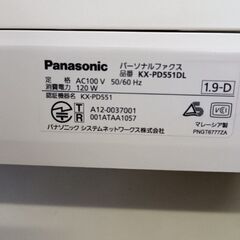 Panasonic パーソナルファクス
品番 KX-PD551DL
定格 AC100 V 50/60 Hz
消費電力 120 W
認証機器名 KX-PD551
1.9-D
T A12-0037001
R 001ATAA1057
パナソニック システムネットワークス株式会社
マレーシア製
PNGT6777ZA